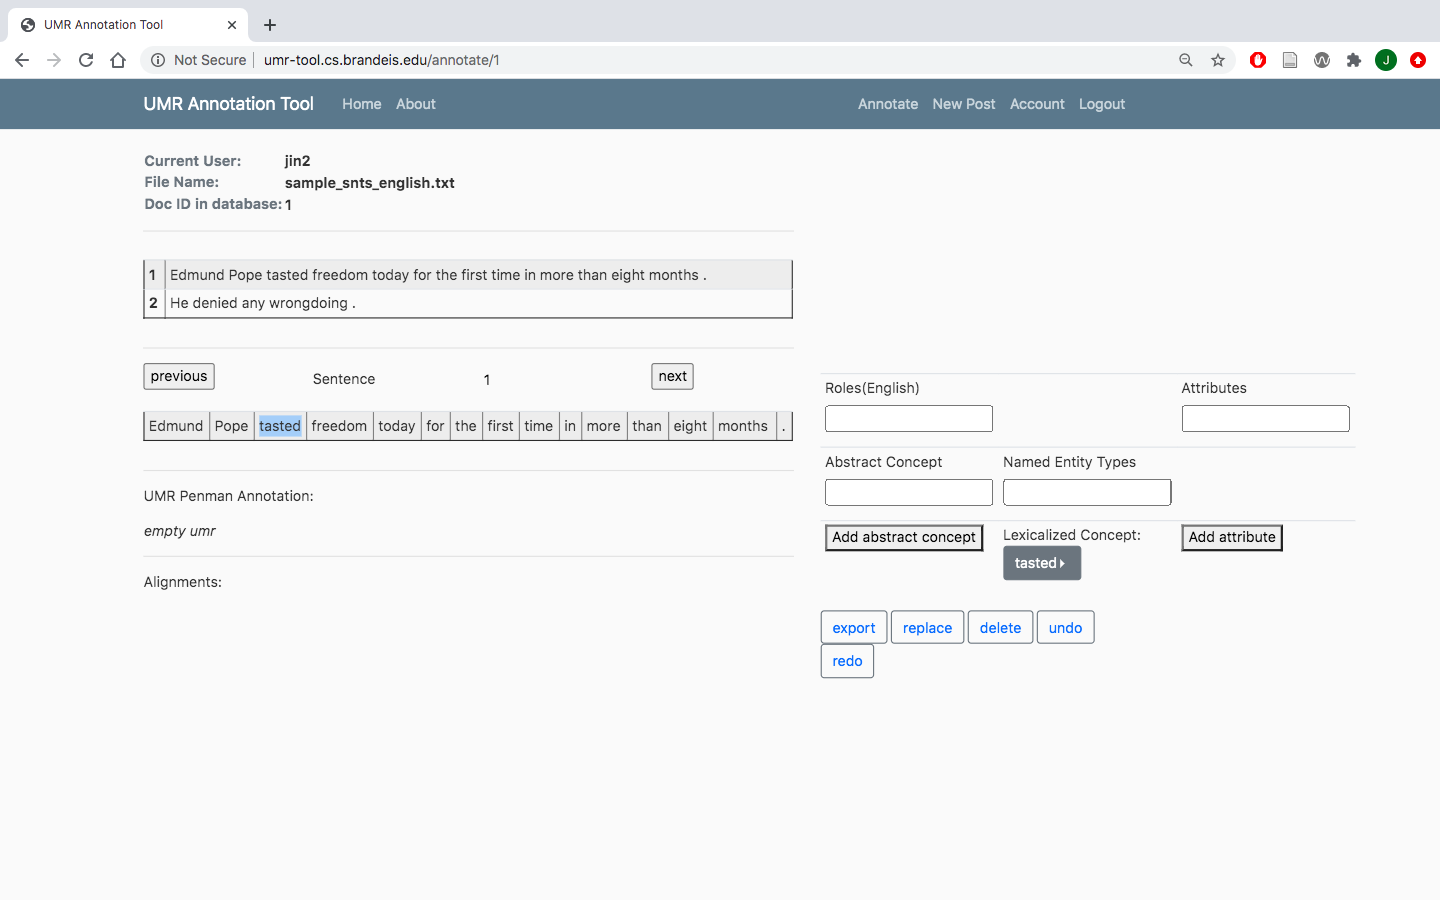 UMR Annotation Tool
Not Secure umr-tool.cs.brandeis.edu/annotate/1
J
UMR Annotation Tool Home About Annotate New Post Account Logout
Current User: jin2
File Name: sample_snts_english.txt
Doc ID in database: 1
1 Edmund Pope tasted freedom today for the first time in more than eight months .
2 He denied any wrongdoing .
previous Sentence 1 next
Edmund Pope tasted freedom today for the first time in more than eight months .
UMR Penman Annotation:
empty umr
Alignments:
Roles(English) Attributes
Abstract Concept Named Entity Types
Add abstract concept Lexicalized Concept: Add attribute
tasted
export replace delete undo
redo